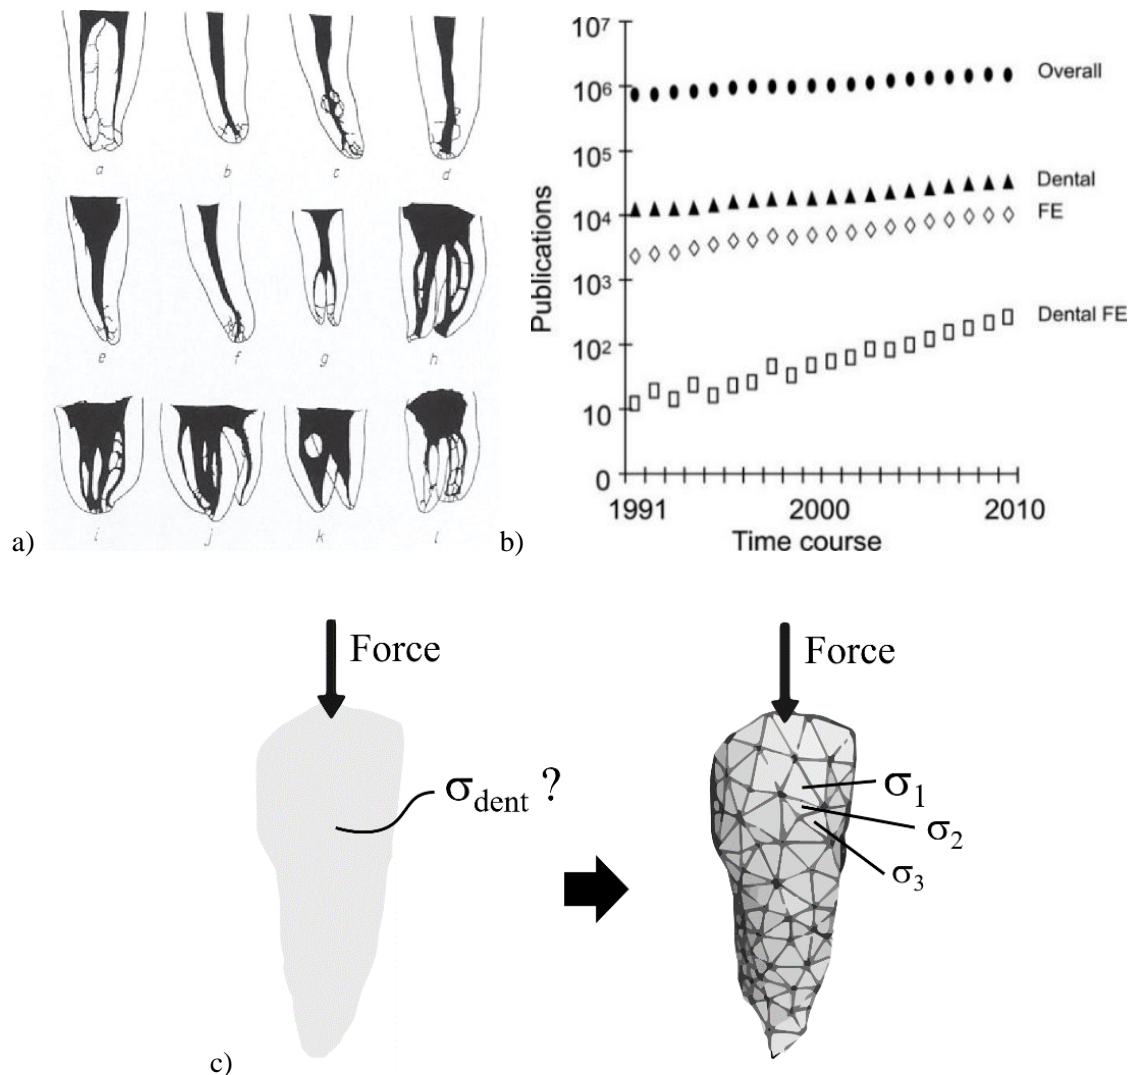 a b c d
e f g h
i j k l
a)
10⁷
10⁶
10⁵
10⁴
10³
10²
10
0
Publications
Overall
Dental
FE
Dental FE
1991 2000 2010
Time course
b)
Force
σdent ?
Force
σ1
σ2
σ3
c)